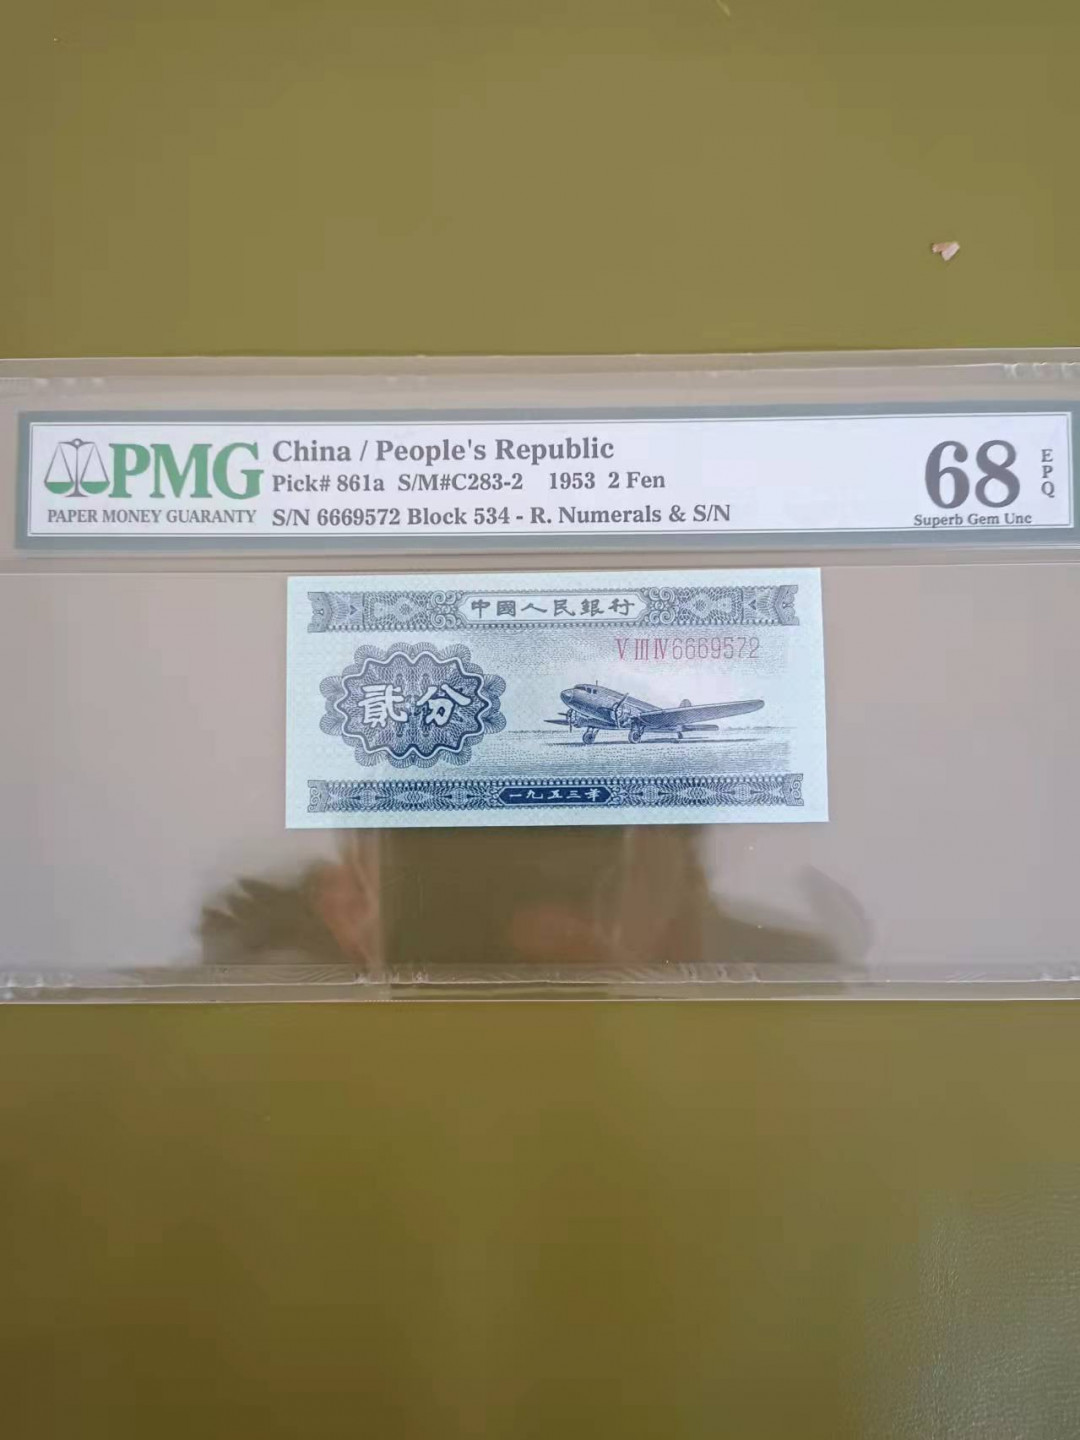 PMG
PAPER MONEY GUARANTY
China / People's Republic
Pick# 861a S/M#C283-2 1953 2 Fen
S/N 6669572 Block 534 - R. Numerals & S/N
68
EPQ
Superb Gem Unc
中國人民銀行
V III IV 6669572
貳分
一九五三年